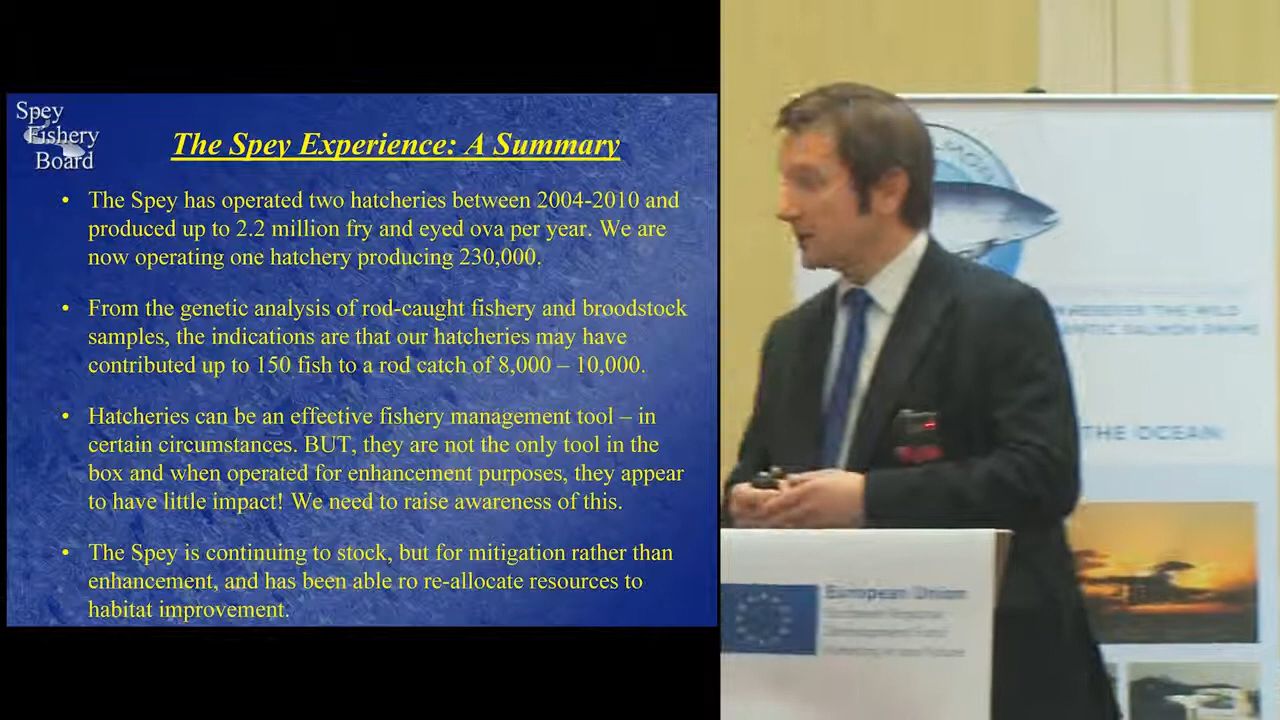 Spey
Fishery
Board
The Spey Experience: A Summary
• The Spey has operated two hatcheries between 2004-2010 and
produced up to 2.2 million fry and eyed ova per year. We are
now operating one hatchery producing 230,000.
• From the genetic analysis of rod-caught fishery and broodstock
samples, the indications are that our hatcheries may have
contributed up to 150 fish to a rod catch of 8,000 – 10,000.
• Hatcheries can be an effective fishery management tool – in
certain circumstances. BUT, they are not the only tool in the
box and when operated for enhancement purposes, they appear
to have little impact! We need to raise awareness of this.
• The Spey is continuing to stock, but for mitigation rather than
enhancement, and has been able ro re-allocate resources to
habitat improvement.
THE WILD
SALMON
THE OCEAN
European Union